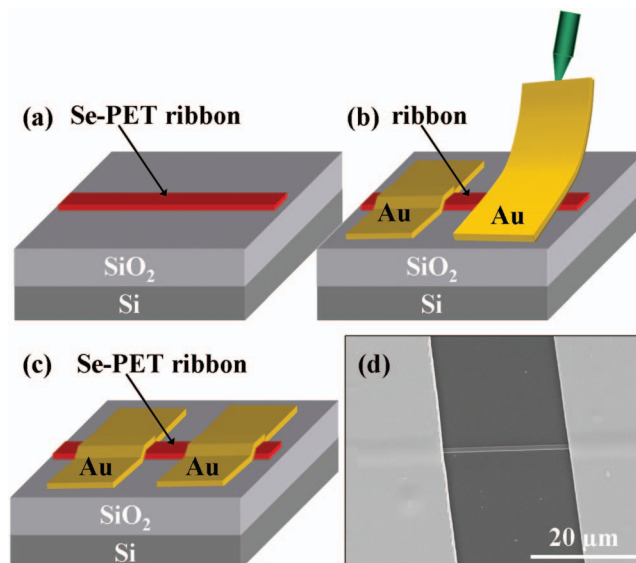 (a)
Se-PET ribbon
SiO2
Si
(b)
ribbon
Au
Au
SiO2
Si
(c)
Se-PET ribbon
Au
Au
SiO2
Si
(d)
20 µm